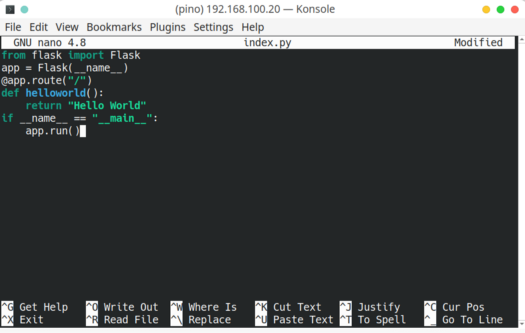 (pino) 192.168.100.20 — Konsole
File Edit View Bookmarks Plugins Settings Help
GNU nano 4.8 index.py Modified
from flask import Flask
app = Flask(__name__)
@app.route("/")
def helloworld():
    return "Hello World"
if __name__ == "__main__":
    app.run()
^G Get Help ^O Write Out ^W Where Is ^K Cut Text ^J Justify ^C Cur Pos
^X Exit ^R Read File ^\ Replace ^U Paste Text ^T To Spell ^_ Go To Line